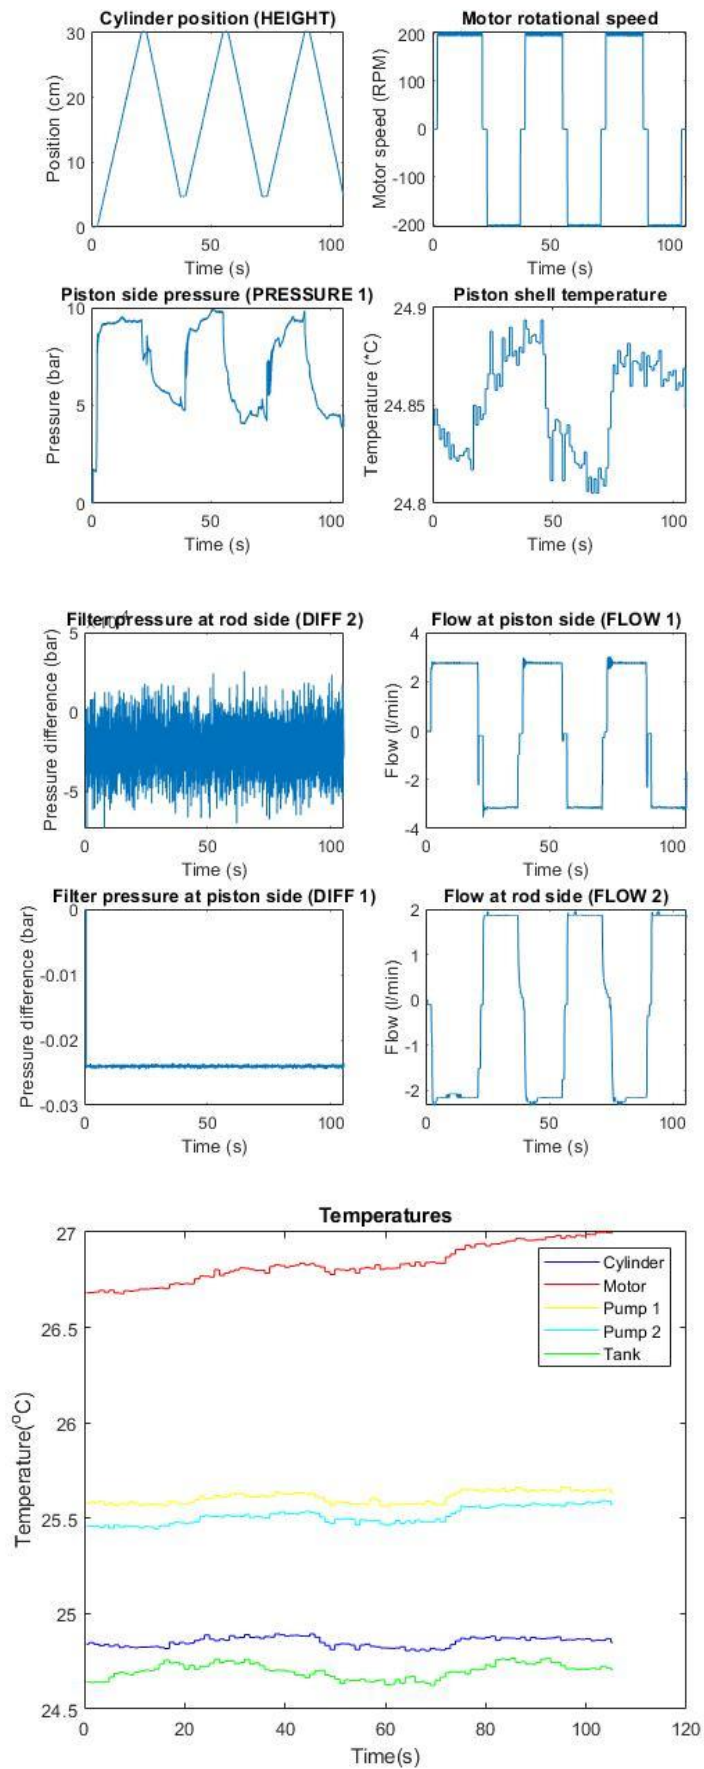 Cylinder position (HEIGHT)
Position (cm)
30
20
10
0
0
50
100
Time (s)
Motor rotational speed
Motor speed (RPM)
200
100
0
-100
-200
0
50
100
Time (s)
Piston side pressure (PRESSURE 1)
Pressure (bar)
10
5
0
0
50
100
Time (s)
Piston shell temperature
Temperature (*C)
24.9
24.85
24.8
0
50
100
Time (s)
Filter pressure at rod side (DIFF 2)
Pressure difference (bar)
5
0
-5
0
50
100
Time (s)
Flow at piston side (FLOW 1)
Flow (l/min)
4
2
0
-2
-4
0
50
100
Time (s)
Filter pressure at piston side (DIFF 1)
Pressure difference (bar)
0
-0.01
-0.02
-0.03
0
50
100
Time (s)
Flow at rod side (FLOW 2)
Flow (l/min)
2
1
0
-1
-2
0
50
100
Time (s)
Temperatures
Temperature(°C)
27
26.5
26
25.5
25
24.5
0
20
40
60
80
100
120
Time(s)
Cylinder
Motor
Pump 1
Pump 2
Tank